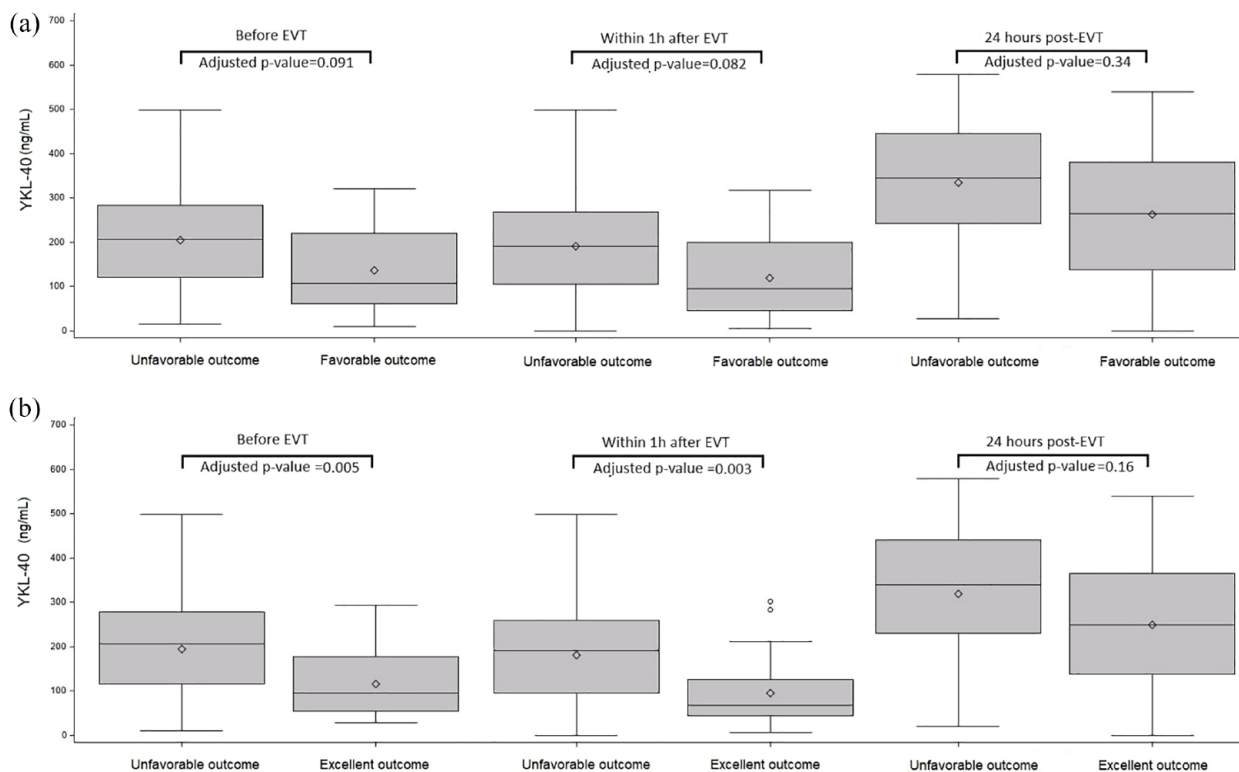 (a)
700
600
500
400
300
200
100
0
YKL-40 (ng/mL)
Before EVT
Adjusted p-value=0.091
Within 1h after EVT
Adjusted p-value=0.082
24 hours post-EVT
Adjusted p-value=0.34
Unfavorable outcome
Favorable outcome
Unfavorable outcome
Favorable outcome
Unfavorable outcome
Favorable outcome
(b)
700
600
500
400
300
200
100
0
YKL-40 (ng/mL)
Before EVT
Adjusted p-value =0.005
Within 1h after EVT
Adjusted p-value =0.003
24 hours post-EVT
Adjusted p-value=0.16
Unfavorable outcome
Excellent outcome
Unfavorable outcome
Excellent outcome
Unfavorable outcome
Excellent outcome